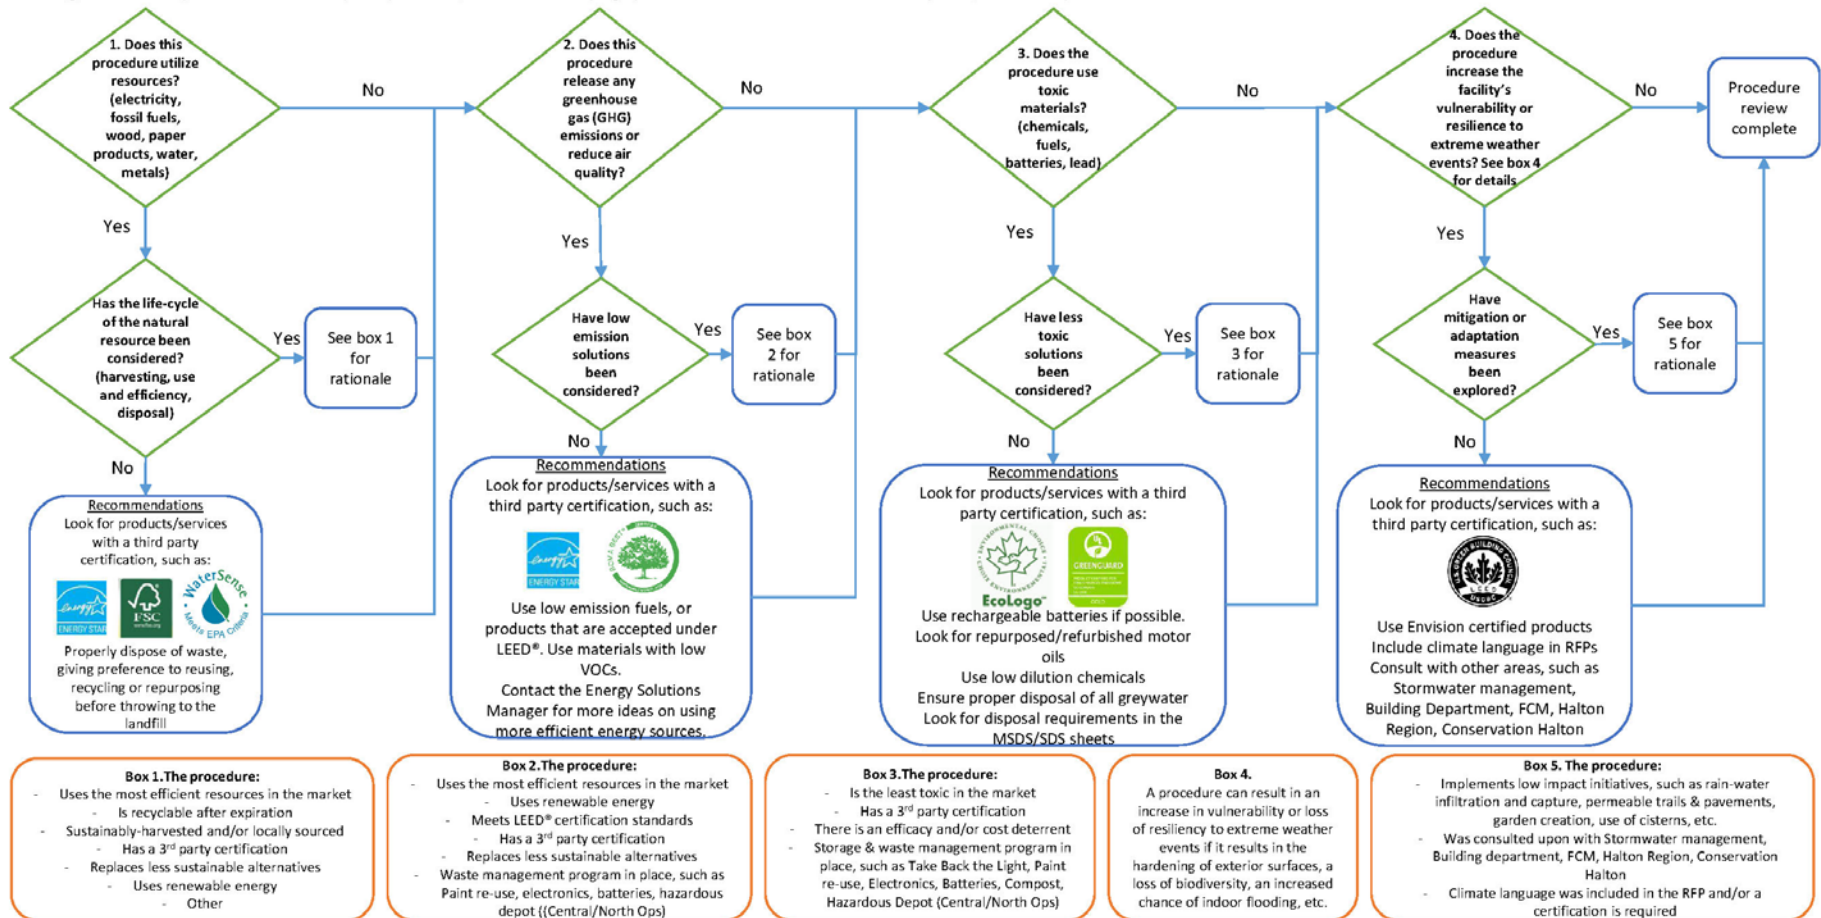 1. Does this
procedure utilize
resources?
(electricity,
fossil fuels,
wood, paper
products, water,
metals)
No
2. Does this
procedure
release any
greenhouse
gas (GHG)
emissions or
reduce air
quality?
No
3. Does the
procedure use
toxic
materials?
(chemicals,
fuels,
batteries, lead)
No
4. Does the
procedure
increase the
facility's
vulnerability or
resilience to
extreme weather
events? See box 4
for details
No
Procedure
review
complete
Yes
Yes
Yes
Yes
Has the life-cycle
of the natural
resource been
considered?
(harvesting, use
and efficiency,
disposal)
Yes
See box 1
for
rationale
Have low
emission
solutions
been
considered?
Yes
See box
2 for
rationale
Have less
toxic
solutions
been
considered?
Yes
See box
3 for
rationale
Have
mitigation or
adaptation
measures
been
explored?
Yes
See box
5 for
rationale
No
No
No
No
Recommendations
Look for products/services
with a third party
certification, such as:
energy
ENERGY STAR
FSC
WaterSense
Meets EPA Criteria
Properly dispose of waste,
giving preference to reusing,
recycling or repurposing
before throwing to the
landfill
Recommendations
Look for products/services with a
third party certification, such as:
energy
ENERGY STAR
Use low emission fuels, or
products that are accepted under
LEED®. Use materials with low
VOCs.
Contact the Energy Solutions
Manager for more ideas on using
more efficient energy sources.
Recommendations
Look for products/services with a third
party certification, such as:
ENVIRONMENTAL CHOICE
EcoLogo™
UL
GREENGUARD
Use rechargeable batteries if possible.
Look for repurposed/refurbished motor
oils
Use low dilution chemicals
Ensure proper disposal of all greywater
Look for disposal requirements in the
MSDS/SDS sheets
Recommendations
Look for products/services with a
third party certification, such as:
U.S. GREEN BUILDING COUNCIL
LEED
USGBC
Use Envision certified products
Include climate language in RFPs
Consult with other areas, such as
Stormwater management,
Building Department, FCM, Halton
Region, Conservation Halton
Box 1.The procedure:
- Uses the most efficient resources in the market
- Is recyclable after expiration
- Sustainably-harvested and/or locally sourced
- Has a 3rd party certification
- Replaces less sustainable alternatives
- Uses renewable energy
- Other
Box 2.The procedure:
- Uses the most efficient resources in the market
- Uses renewable energy
- Meets LEED® certification standards
- Has a 3rd party certification
- Replaces less sustainable alternatives
- Waste management program in place, such as
Paint re-use, electronics, batteries, hazardous
depot ((Central/North Ops)
Box 3.The procedure:
- Is the least toxic in the market
- Has a 3rd party certification
- There is an efficacy and/or cost deterrent
- Storage & waste management program in
place, such as Take Back the Light, Paint
re-use, Electronics, Batteries, Compost,
Hazardous Depot (Central/North Ops)
Box 4.
A procedure can result in an
increase in vulnerability or loss
of resiliency to extreme weather
events if it results in the
hardening of exterior surfaces, a
loss of biodiversity, an increased
chance of indoor flooding, etc.
Box 5. The procedure:
- Implements low impact initiatives, such as rain-water
infiltration and capture, permeable trails & pavements,
garden creation, use of cisterns, etc.
- Was consulted upon with Stormwater management,
Building department, FCM, Halton Region, Conservation
Halton
- Climate language was included in the RFP and/or a
certification is required